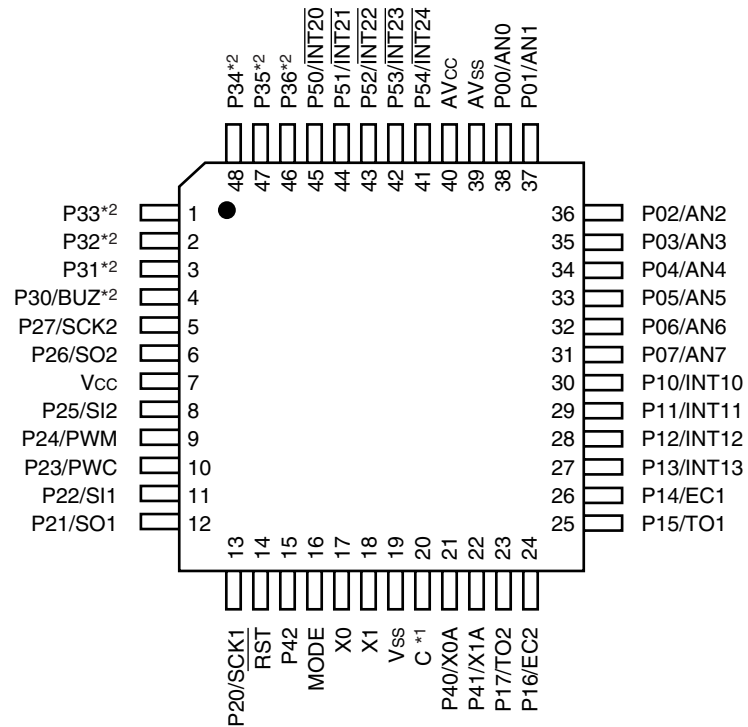 P34*2
P35*2
P36*2
P50/INT20
P51/INT21
P52/INT22
P53/INT23
P54/INT24
AVCC
AVSS
P00/AN0
P01/AN1
48 47 46 45 44 43 42 41 40 39 38 37
P33*2 1
P32*2 2
P31*2 3
P30/BUZ*2 4
P27/SCK2 5
P26/SO2 6
VCC 7
P25/SI2 8
P24/PWM 9
P23/PWC 10
P22/SI1 11
P21/SO1 12
36 P02/AN2
35 P03/AN3
34 P04/AN4
33 P05/AN5
32 P06/AN6
31 P07/AN7
30 P10/INT10
29 P11/INT11
28 P12/INT12
27 P13/INT13
26 P14/EC1
25 P15/TO1
13 14 15 16 17 18 19 20 21 22 23 24
P20/SCK1
RST
P42
MODE
X0
X1
VSS
C *1
P40/X0A
P41/X1A
P17/TO2
P16/EC2